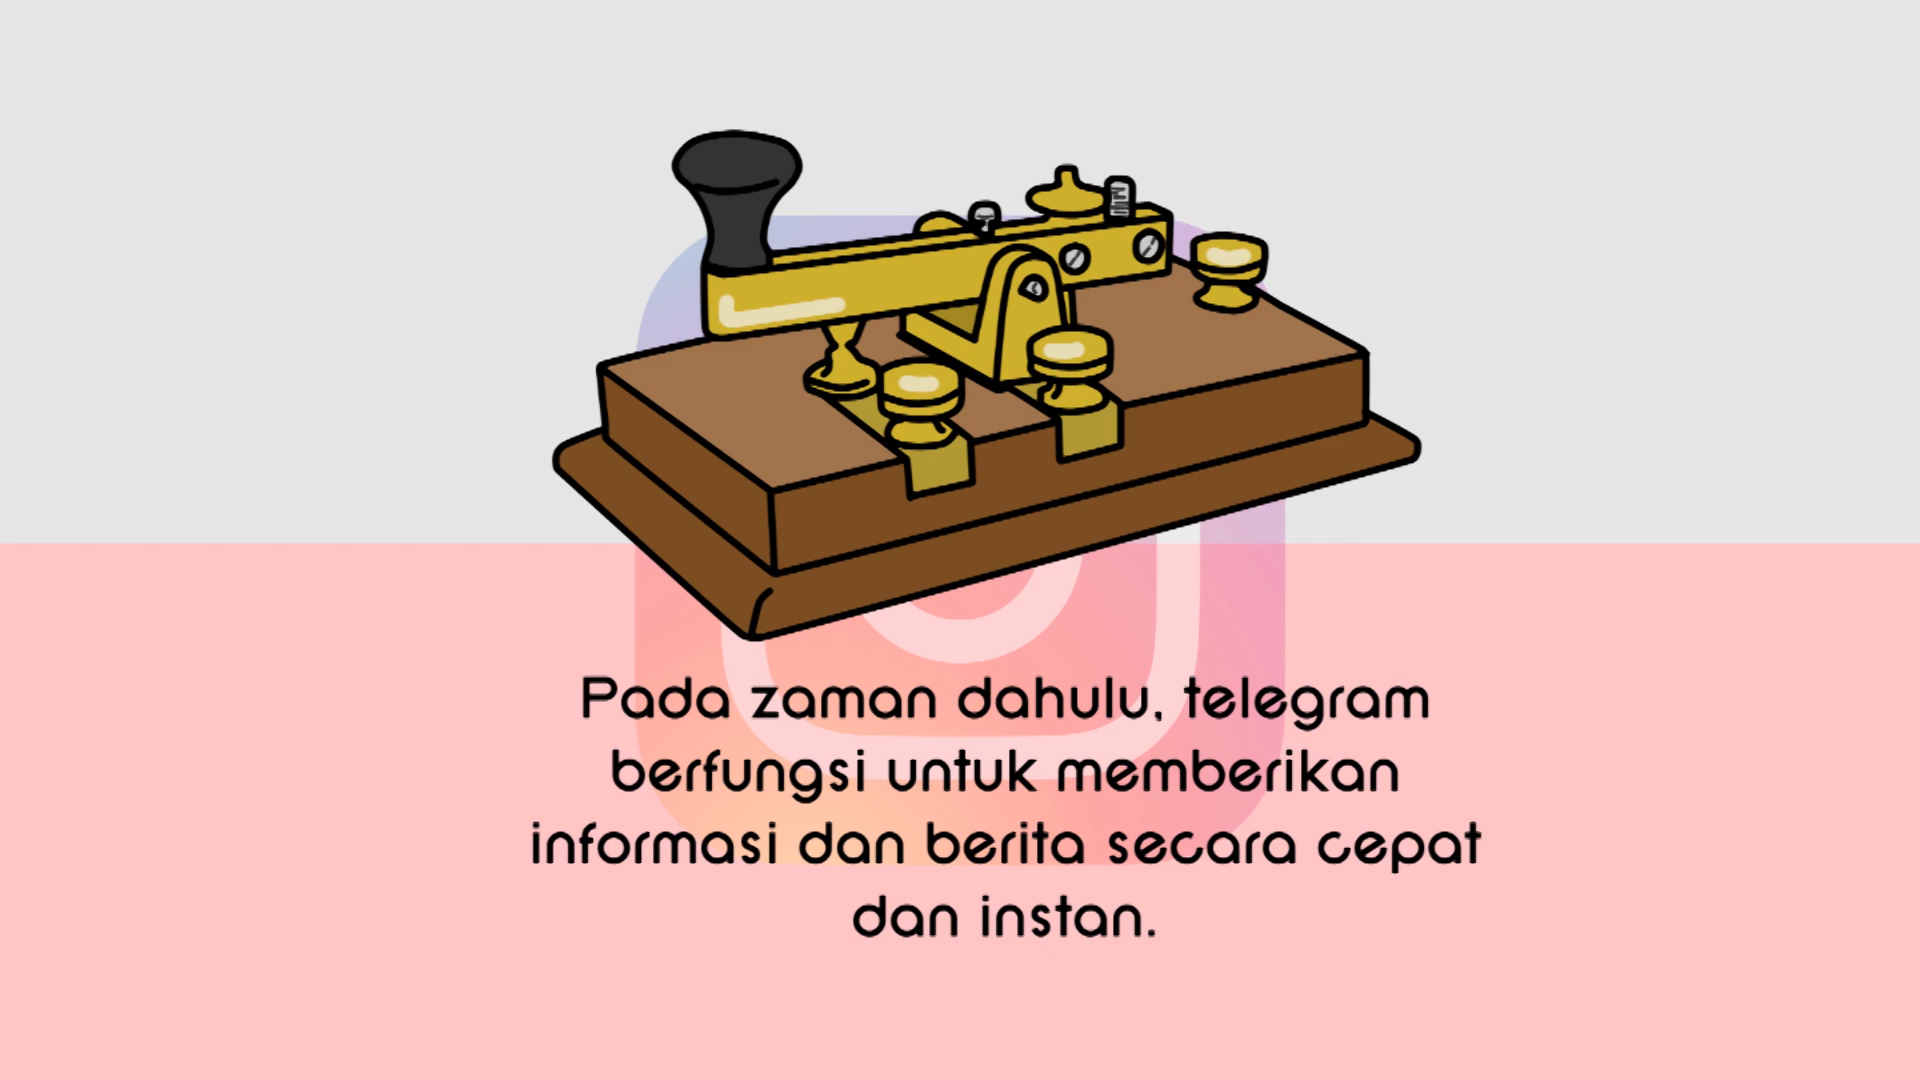 Pada zaman dahulu, telegram
berfungsi untuk memberikan
informasi dan berita secara cepat
dan instan.